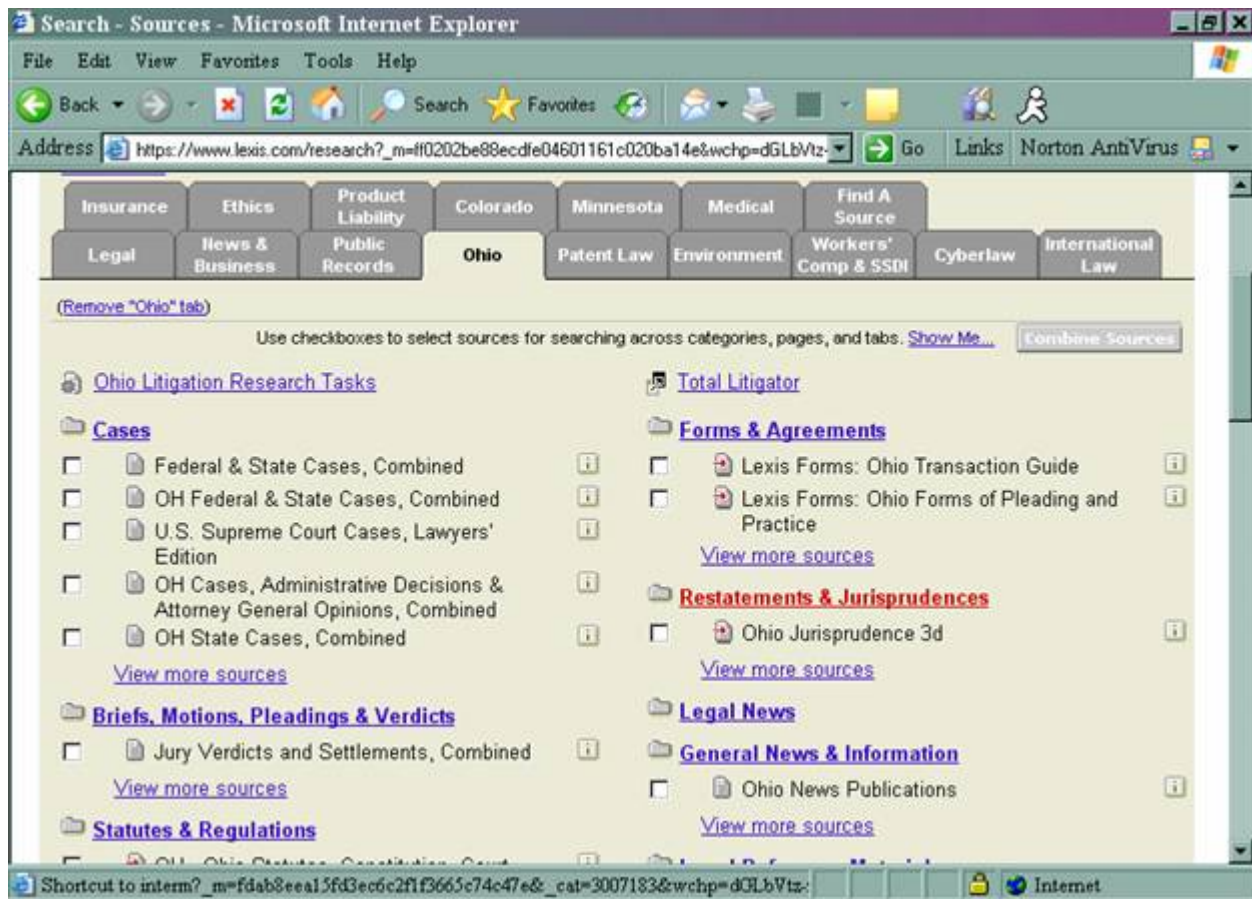 Search - Sources - Microsoft Internet Explorer
File Edit View Favorites Tools Help
Back Search Favorites
Address https://www.lexis.com/research?_m=ff0202be88ecdfe04601161c020ba14e&wchp=dGLbVtz- Go Links Norton AntiVirus
Insurance Ethics Product Liability Colorado Minnesota Medical Find A Source
Legal News & Business Public Records Ohio Patent Law Environment Workers' Comp & SSDI Cyberlaw International Law
(Remove "Ohio" tab)
Use checkboxes to select sources for searching across categories, pages, and tabs. Show Me... Combine Sources
Ohio Litigation Research Tasks
Cases
Federal & State Cases, Combined
OH Federal & State Cases, Combined
U.S. Supreme Court Cases, Lawyers'
Edition
OH Cases, Administrative Decisions &
Attorney General Opinions, Combined
OH State Cases, Combined
View more sources
Briefs, Motions, Pleadings & Verdicts
Jury Verdicts and Settlements, Combined
View more sources
Statutes & Regulations
Total Litigator
Forms & Agreements
Lexis Forms: Ohio Transaction Guide
Lexis Forms: Ohio Forms of Pleading and
Practice
View more sources
Restatements & Jurisprudences
Ohio Jurisprudence 3d
View more sources
Legal News
General News & Information
Ohio News Publications
View more sources
Shortcut to interm?_m=fdab8eea15fd3ec6c2f1f3665c74c47e&_cat=3007183&wchp=dGLbVtz-: Internet